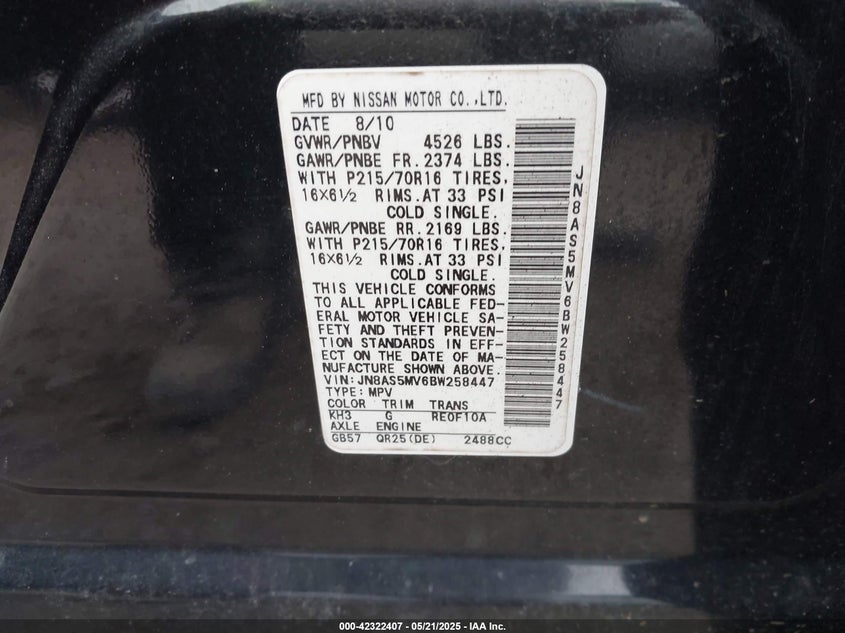 MFD BY NISSAN MOTOR CO.,LTD.
DATE 8/10
GVWR/PNBV 4526 LBS.
GAWR/PNBE FR. 2374 LBS.
WITH P215/70R16 TIRES,
16X6½ RIMS. AT 33 PSI
COLD SINGLE.
GAWR/PNBE RR. 2169 LBS.
WITH P215/70R16 TIRES,
16X6½ RIMS. AT 33 PSI
COLD SINGLE.
THIS VEHICLE CONFORMS
TO ALL APPLICABLE FED-
ERAL MOTOR VEHICLE SA-
FETY AND THEFT PREVEN-
TION STANDARDS IN EFF-
ECT ON THE DATE OF MA-
NUFACTURE SHOWN ABOVE.
VIN: JN8AS5MV6BW258447
TYPE: MPV
COLOR TRIM TRANS
KH3 G RE0F10A
AXLE ENGINE
GB57 QR25(DE) 2488CC
JN8AS5MV6BW258447
000-42322407 - 05/21/2025 - IAA Inc.